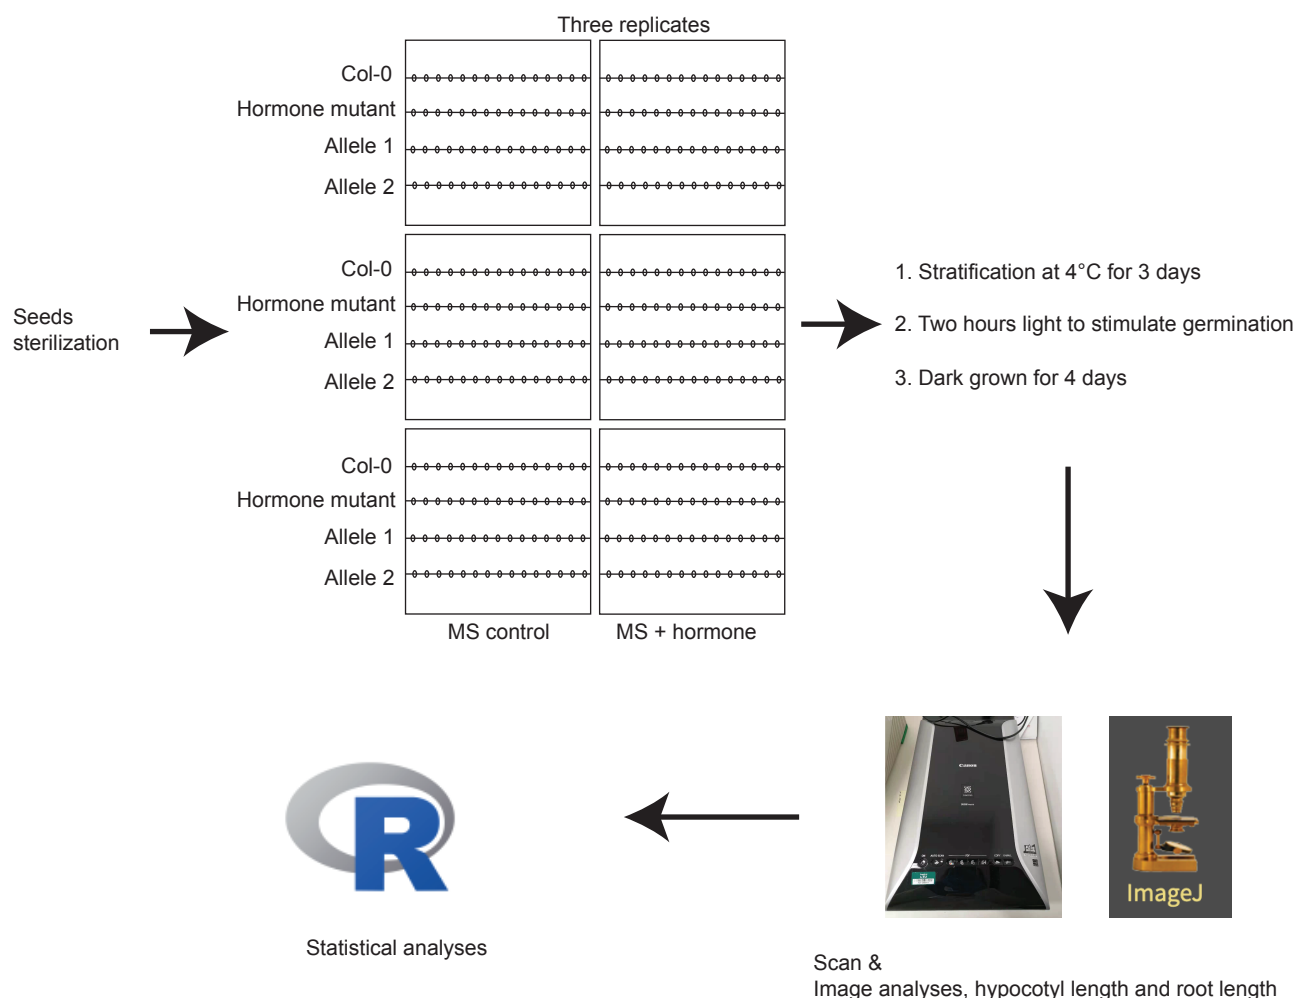 Three replicates
Col-0
Hormone mutant
Allele 1
Allele 2
Col-0
Hormone mutant
Allele 1
Allele 2
Col-0
Hormone mutant
Allele 1
Allele 2
MS control
MS + hormone
Seeds
sterilization
1. Stratification at 4°C for 3 days
2. Two hours light to stimulate germination
3. Dark grown for 4 days
Canon
ImageJ
Scan &
Image analyses, hypocotyl length and root length
R
Statistical analyses